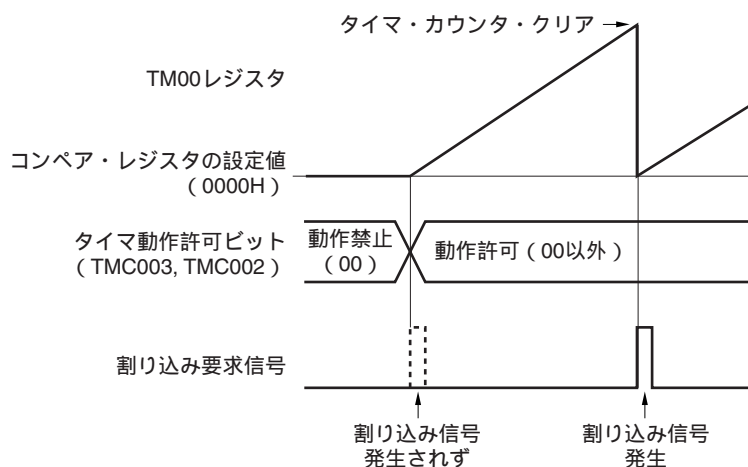 タイマ・カウンタ・クリア
TM00レジスタ
コンペア・レジスタの設定値
（0000H）
タイマ動作許可ビット
（TMC003, TMC002）
動作禁止
（00）
動作許可（00以外）
割り込み要求信号
割り込み信号
発生されず
割り込み信号
発生